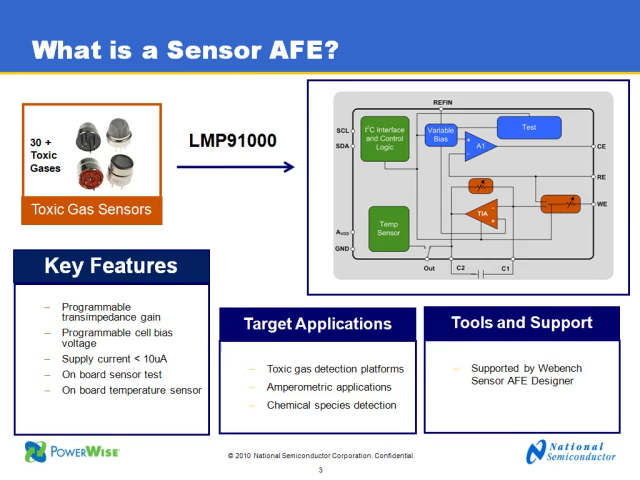 What is a Sensor AFE?
30 +
Toxic
Gases
Toxic Gas Sensors
LMP91000
REFIN
SCL
SDA
I²C Interface
and Control
Logic
Variable
Bias
+
-
A1
Test
CE
RE
WE
TIA
-
+
Temp
Sensor
AVDD
GND
Out
C2
C1
Key Features
– Programmable
transimpedance gain
– Programmable cell bias
voltage
– Supply current < 10uA
– On board sensor test
– On board temperature sensor
Target Applications
– Toxic gas detection platforms
– Amperometric applications
– Chemical species detection
Tools and Support
– Supported by Webench
Sensor AFE Designer
POWERWISE®
© 2010 National Semiconductor Corporation. Confidential.
National
Semiconductor
3